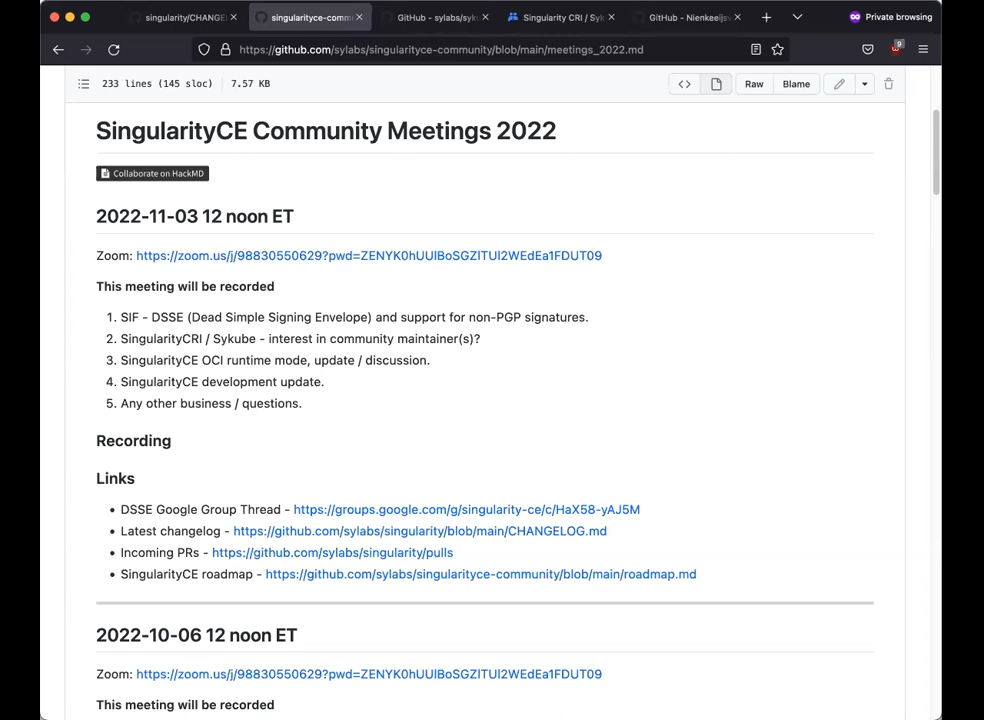 singularity/CHANGEL
singularityce-commu
GitHub - sylabs/syk
Singularity CRI / Syk
GitHub - Nienkeeijsv
Private browsing
https://github.com/sylabs/singularityce-community/blob/main/meetings_2022.md
9
233 lines (145 sloc) 7.57 KB
Raw
Blame
SingularityCE Community Meetings 2022
Collaborate on HackMD
2022-11-03 12 noon ET
Zoom: https://zoom.us/j/98830550629?pwd=ZENYK0hUUlBoSGZlTUl2WEdEa1FDUT09
This meeting will be recorded
1. SIF - DSSE (Dead Simple Signing Envelope) and support for non-PGP signatures.
2. SingularityCRI / Sykube - interest in community maintainer(s)?
3. SingularityCE OCI runtime mode, update / discussion.
4. SingularityCE development update.
5. Any other business / questions.
Recording
Links
• DSSE Google Group Thread - https://groups.google.com/g/singularity-ce/c/HaX58-yAJ5M
• Latest changelog - https://github.com/sylabs/singularity/blob/main/CHANGELOG.md
• Incoming PRs - https://github.com/sylabs/singularity/pulls
• SingularityCE roadmap - https://github.com/sylabs/singularityce-community/blob/main/roadmap.md
2022-10-06 12 noon ET
Zoom: https://zoom.us/j/98830550629?pwd=ZENYK0hUUlBoSGZlTUl2WEdEa1FDUT09
This meeting will be recorded